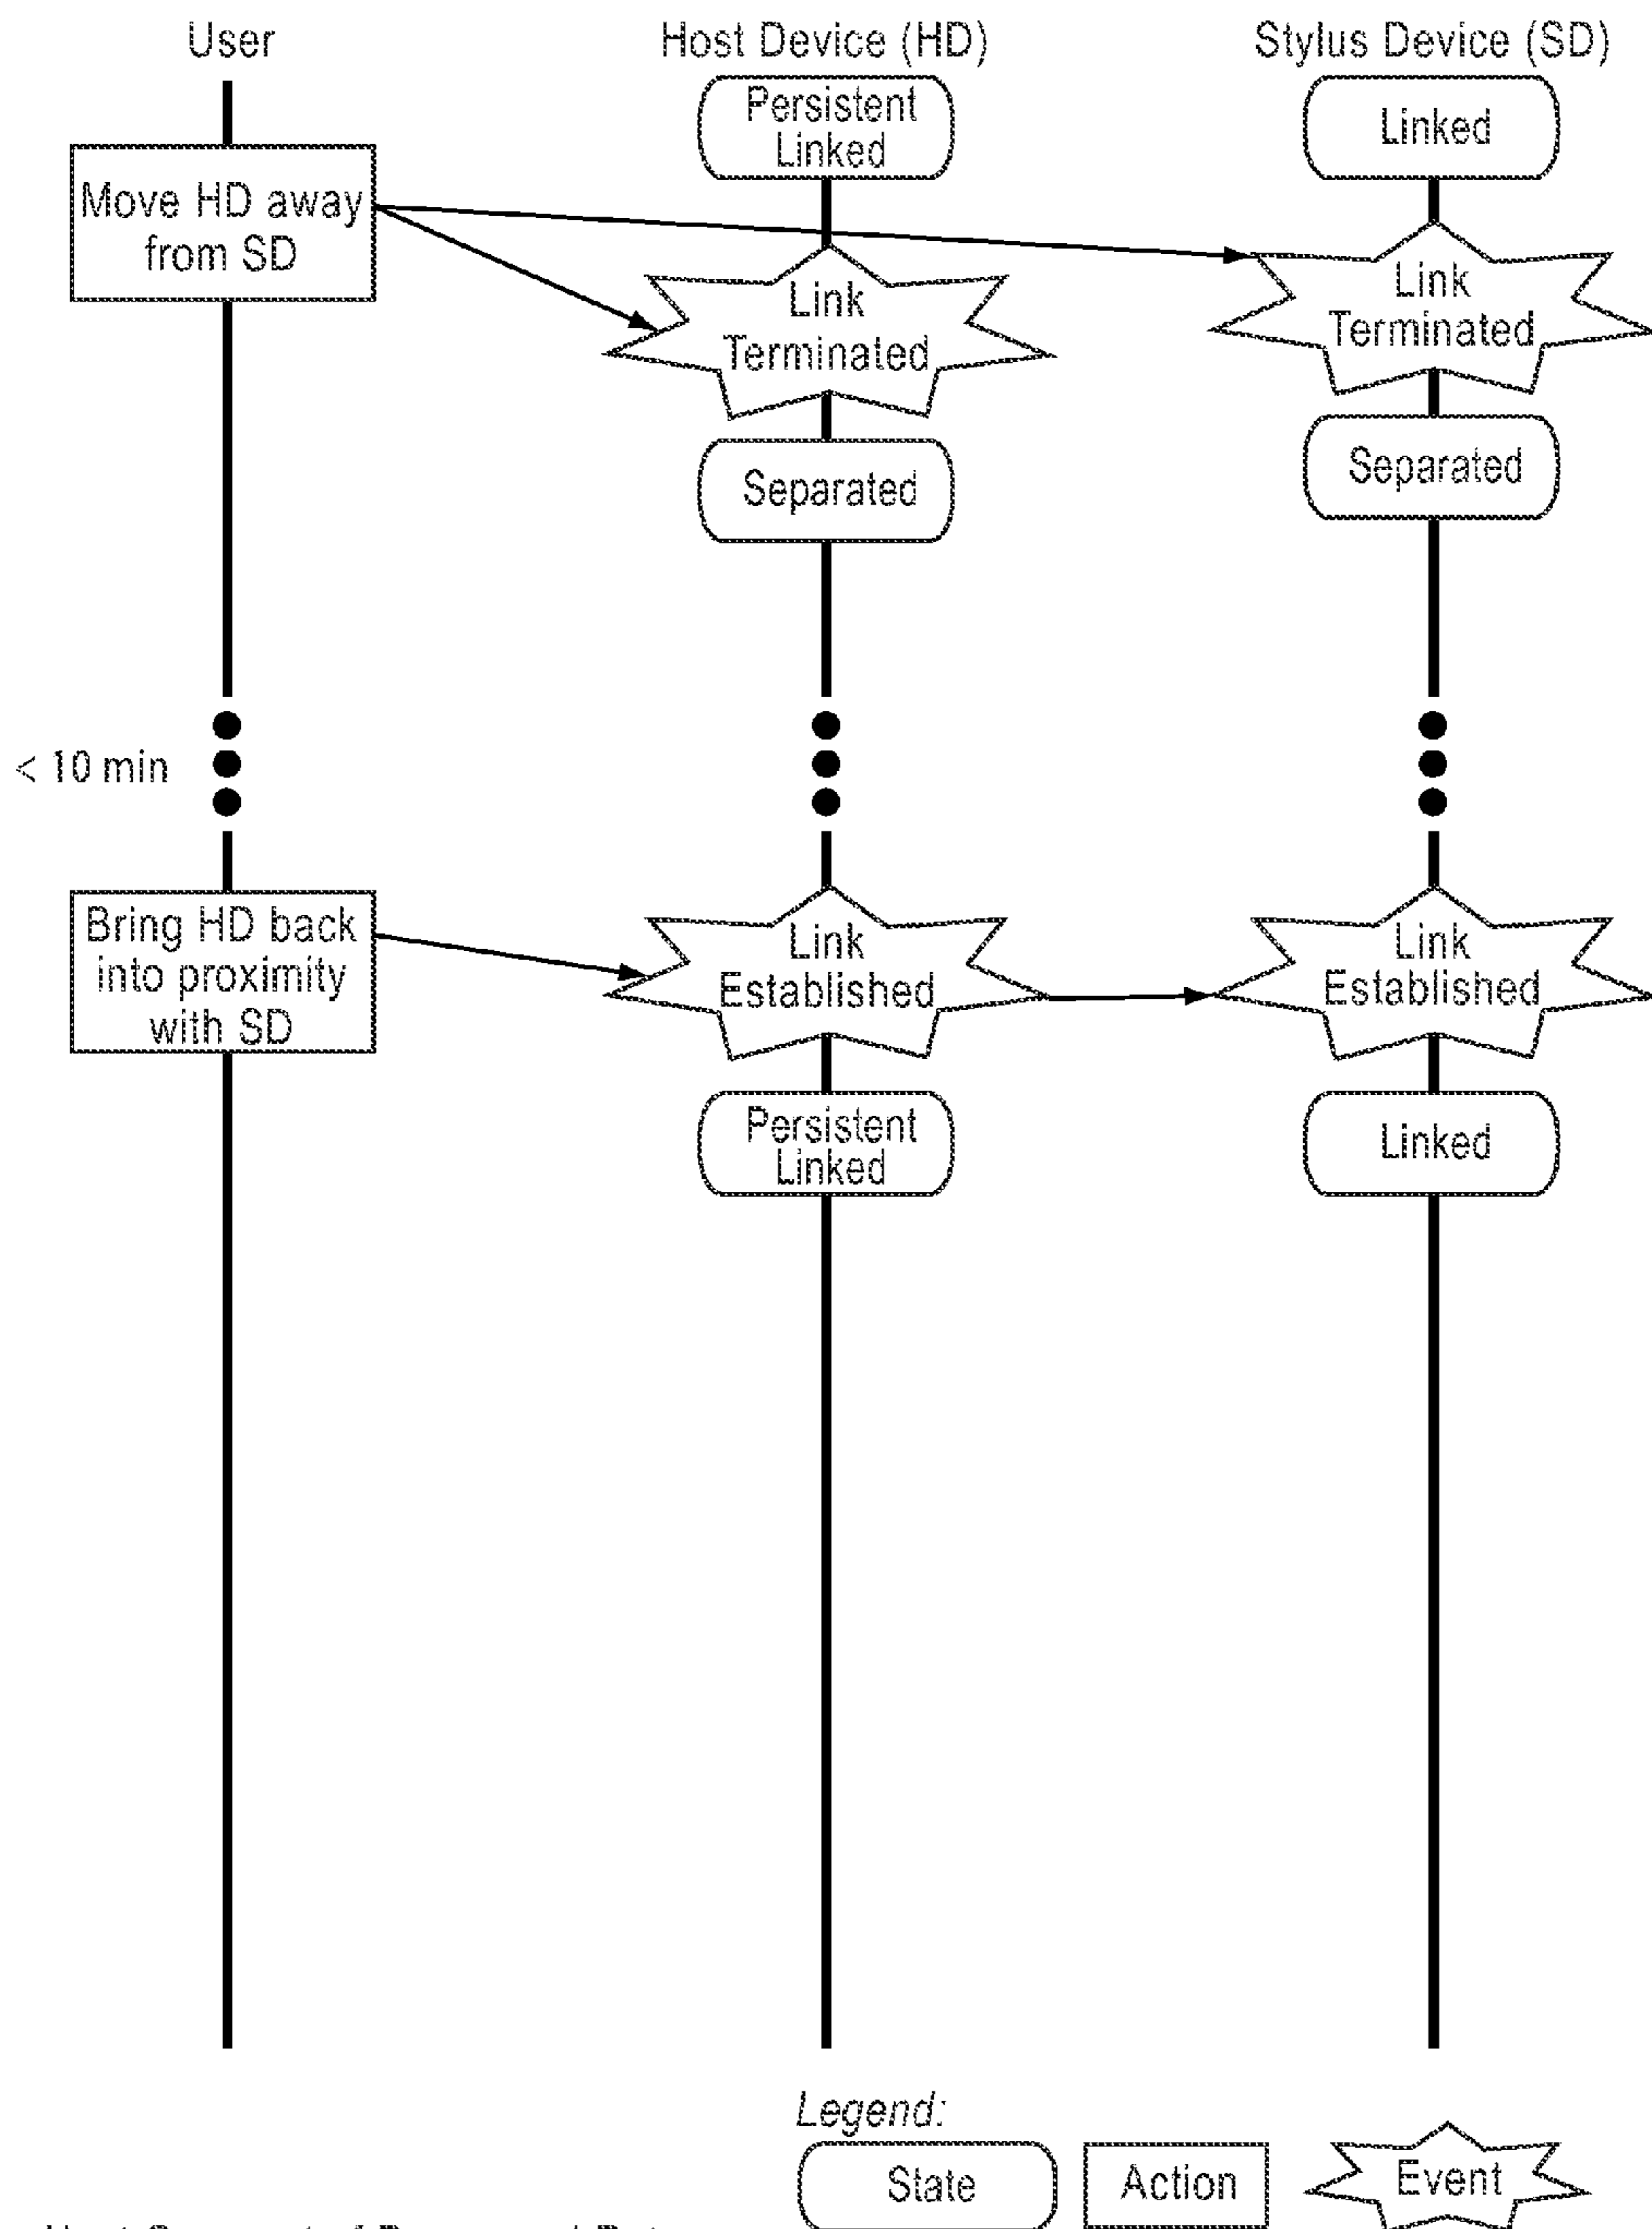 User
Host Device (HD)
Stylus Device (SD)
Persistent
Linked
Linked
Move HD away
from SD
Link
Terminated
Link
Terminated
Separated
Separated
< 10 min
Bring HD back
into proximity
with SD
Link
Established
Link
Established
Persistent
Linked
Linked
Legend:
State
Action
Event